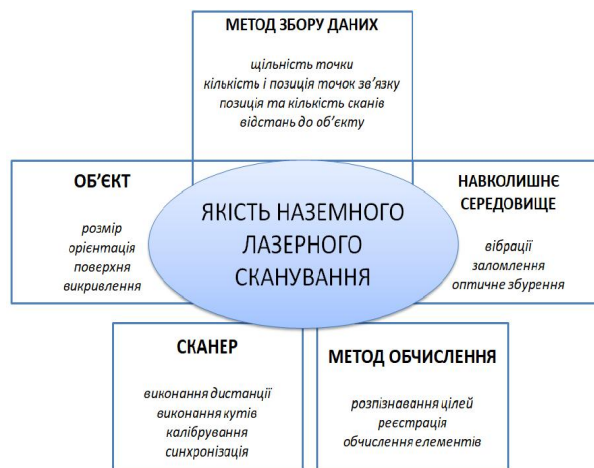 МЕТОД ЗБОРУ ДАНИХ
щільність точки
кількість і позиція точок зв'язку
позиція та кількість сканів
відстань до об'єкту
ОБ'ЄКТ
розмір
орієнтація
поверхня
викривлення
ЯКІСТЬ НАЗЕМНОГО
ЛАЗЕРНОГО
СКАНУВАННЯ
НАВКОЛИШНЄ
СЕРЕДОВИЩЕ
вібрації
заломлення
оптичне збурення
СКАНЕР
виконання дистанції
виконання кутів
калібрування
синхронізація
МЕТОД ОБЧИСЛЕННЯ
розпізнавання цілей
реєстрація
обчислення елементів